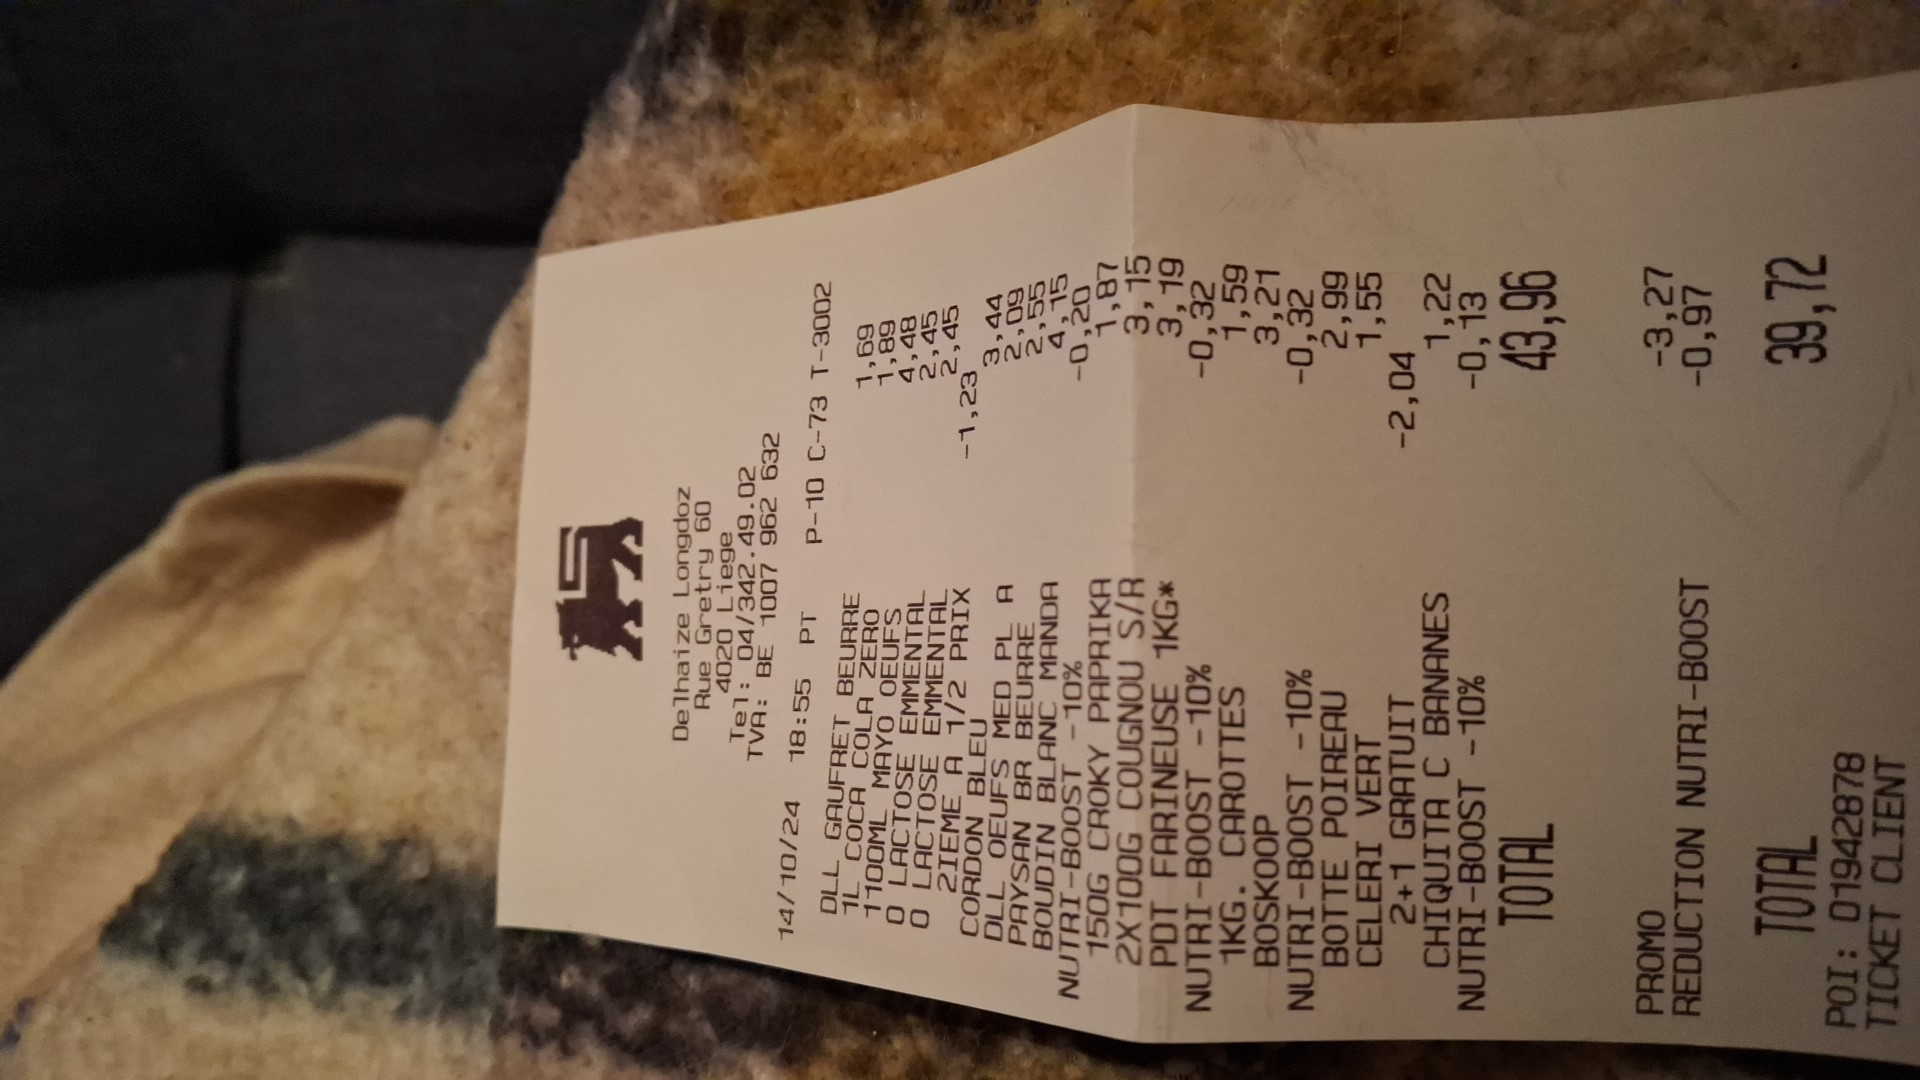 Delhaize Longdoz
Rue Gretry 60
4020 Liege
Tel: 04/342.49.02
TVA: BE 1007 962 632
14/10/24 18:55 PT P-10 C-73 T-3002
DLL GAUFRET BEURRE 1,69
1L COCA COLA ZERO 1,89
1100ML MAYO OEUFS 4,48
0 LACTOSE EMMENTAL 2,45
0 LACTOSE EMMENTAL 2,45
2IEME A 1/2 PRIX -1,23
CORDON BLEU 3,44
DLL OEUFS MED PL A 2,09
PAYSAN BR BEURRE 2,55
BOUDIN BLANC MANDA 4,15
NUTRI-BOOST -10% -0,20
150G CROKY PAPRIKA 1,87
2X100G COUGNOU S/R 3,15
PDT FARINEUSE 1KG* 3,19
NUTRI-BOOST -10% -0,32
1KG. CAROTTES 1,59
BOSKOOP 3,21
NUTRI-BOOST -10% -0,32
BOTTE POIREAU 2,99
CELERI VERT 1,55
2+1 GRATUIT -2,04
CHIQUITA C BANANES 1,22
NUTRI-BOOST -10% -0,13
TOTAL 43,96
PROMO -3,27
REDUCTION NUTRI-BOOST -0,97
TOTAL 39,72
POI: 01942878
TICKET CLIENT